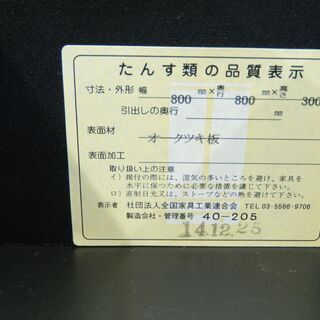 たんす類の品質表示
寸法・外形 幅 800 mm×奥行 800 mm×高さ 300
引出しの奥行 mm
表面材 オークツキ板
表面加工
取り扱い上の注意
イ) 据付の際には、湿気の多いところを避け、家具を
水平に保つために必要な措置を講じて下さい。
ロ) 直射日光又は、ストーブなどの熱を避けて下さい。
表示者 社団法人全国家具工業連合会 TEL 03-5566-9706
製造会社・管理番号 40-205
14.12.25